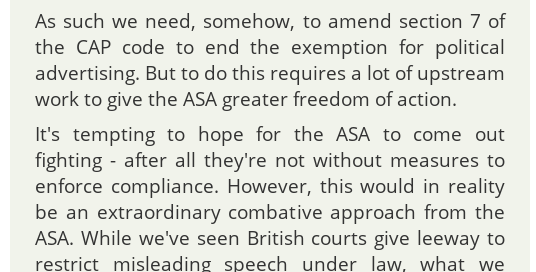 As such we need, somehow, to amend section 7 of
the CAP code to end the exemption for political
advertising. But to do this requires a lot of upstream
work to give the ASA greater freedom of action.
It's tempting to hope for the ASA to come out
fighting - after all they're not without measures to
enforce compliance. However, this would in reality
be an extraordinary combative approach from the
ASA. While we've seen British courts give leeway to
restrict misleading speech under law, what we